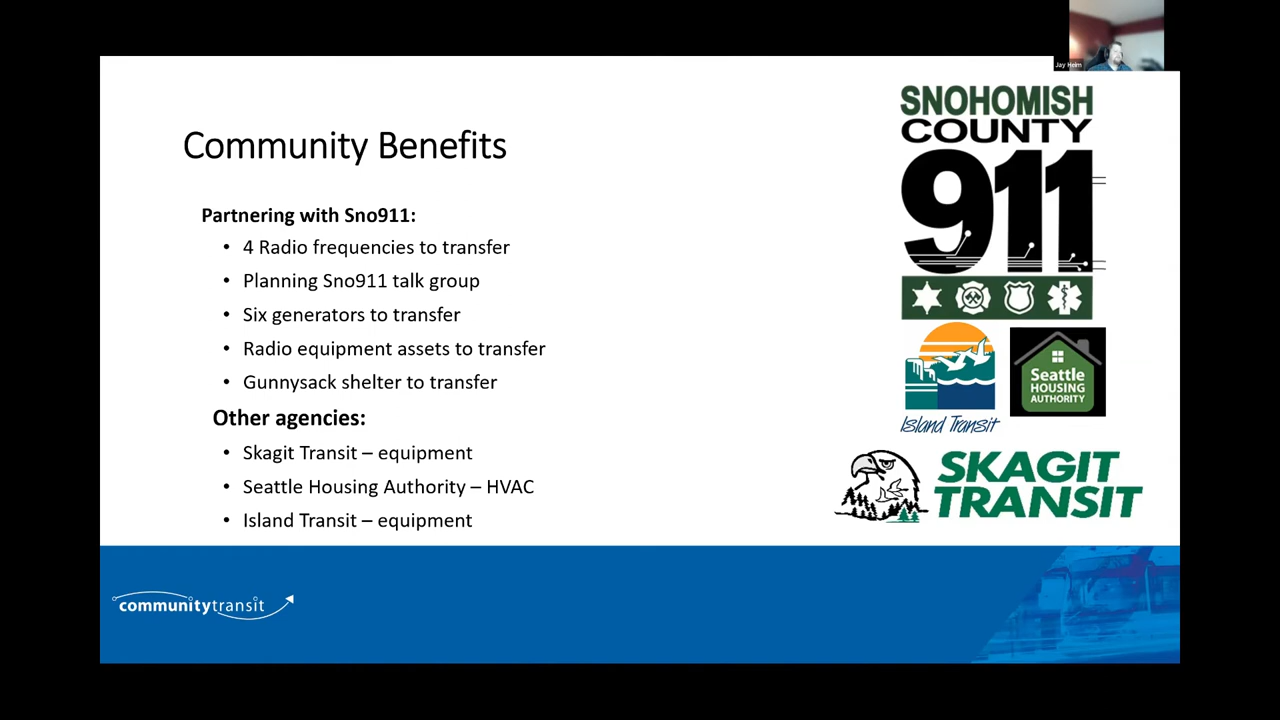 Jay Heim
SNOHOMISH
COUNTY
911
Community Benefits
Partnering with Sno911:
• 4 Radio frequencies to transfer
• Planning Sno911 talk group
• Six generators to transfer
• Radio equipment assets to transfer
• Gunnysack shelter to transfer
Other agencies:
• Skagit Transit – equipment
• Seattle Housing Authority – HVAC
• Island Transit – equipment
Island Transit
Seattle
HOUSING
AUTHORITY
SKAGIT
TRANSIT
communitytransit